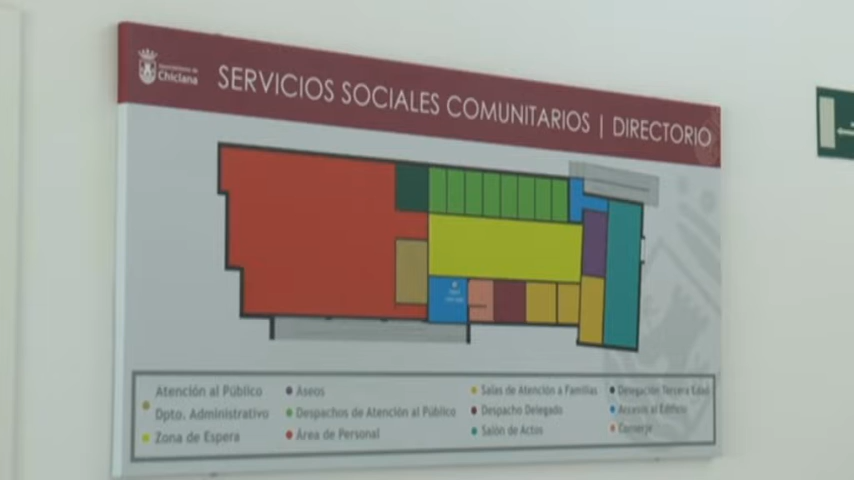 Ayuntamiento de
Chiclana
SERVICIOS SOCIALES COMUNITARIOS | DIRECTORIO
Atención al Público
Dpto. Administrativo
Zona de Espera
Aseos
Despachos de Atención al Público
Área de Personal
Salas de Atención a Familias
Despacho Delegado
Salón de Actos
Delegación Tercera Edad
Acceso al Edificio
Conserje